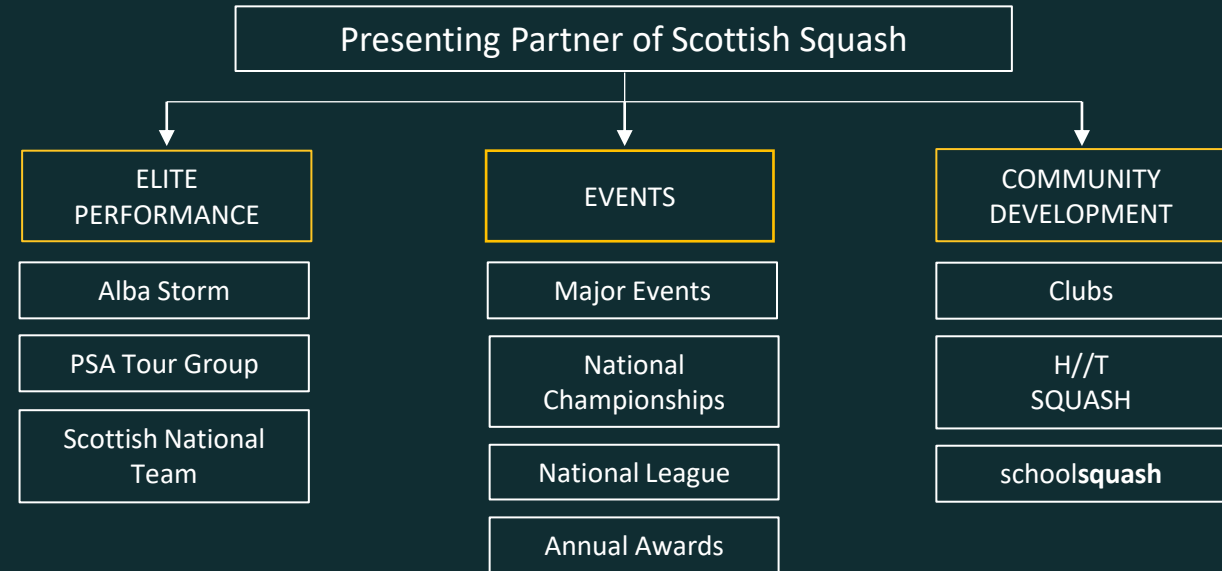 Presenting Partner of Scottish Squash
ELITE
PERFORMANCE
Alba Storm
PSA Tour Group
Scottish National
Team
EVENTS
Major Events
National
Championships
National League
Annual Awards
COMMUNITY
DEVELOPMENT
Clubs
H//T
SQUASH
schoolsquash